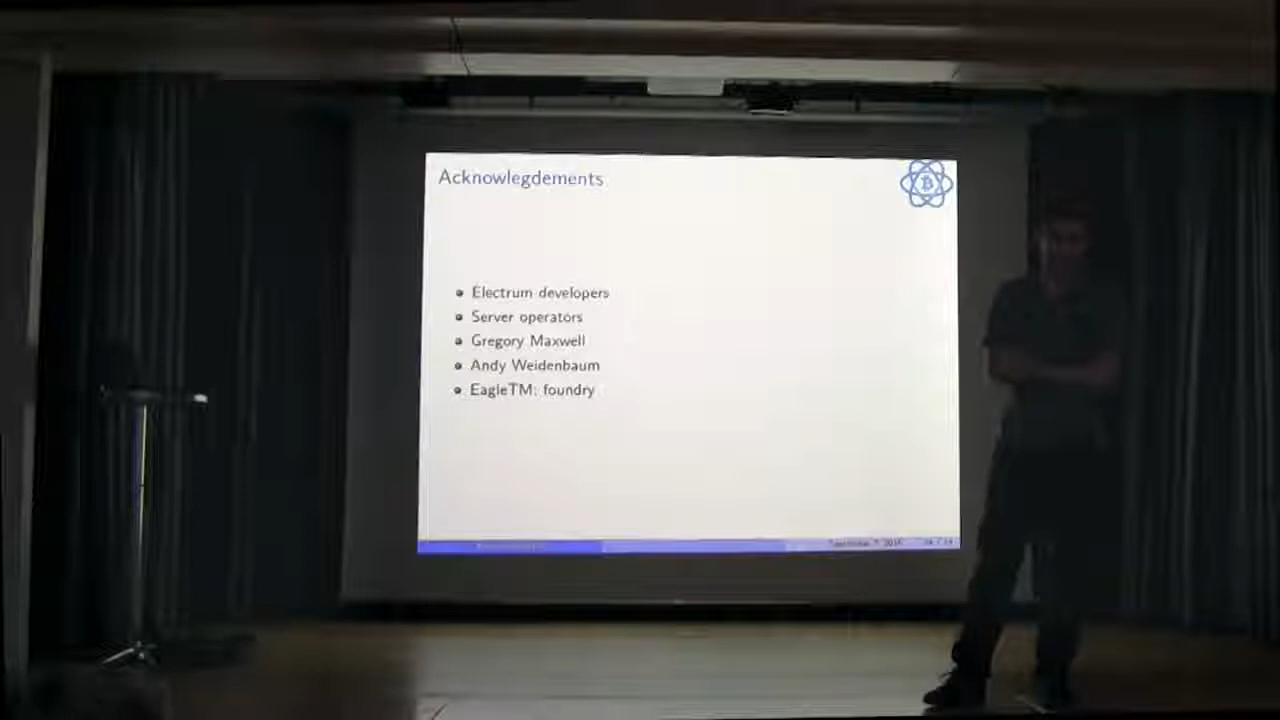 Acknowlegdements
Electrum developers
Server operators
Gregory Maxwell
Andy Weidenbaum
EagleTM: foundry